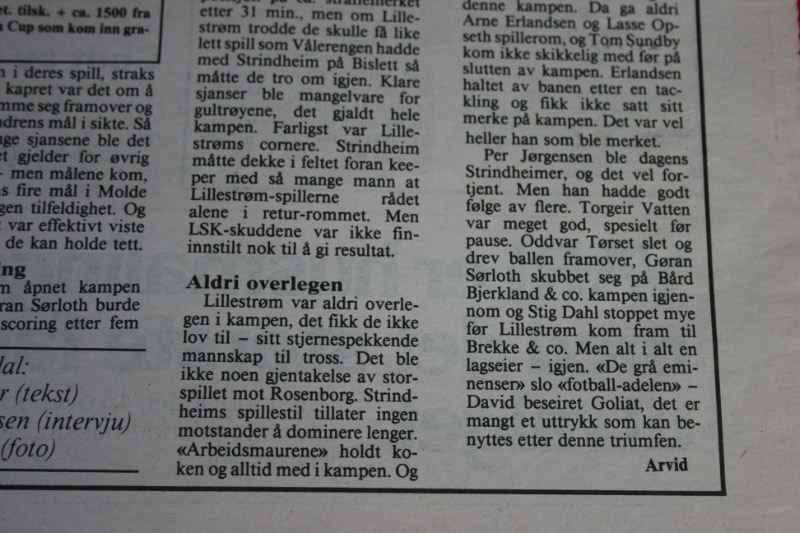 et. tilsk. + ca. 1500 fra
Cup som kom inn gra-
i deres spill, straks
kapret var det om å
mme seg framover og
drens mål i sikte. Så
nge sjansene ble det
et gjelder for øvrig
– men målene kom,
s fire mål i Molde
gen tilfeldighet. Og
var effektivt viste
de kan holde tett.
ng
m åpnet kampen
ran Sørloth burde
scoring etter fem
dal:
r (tekst)
sen (intervju)
(foto)
etter 31 min., men om Lille-
strøm trodde de skulle få like
lett spill som Vålerengen hadde
med Strindheim på Bislett så
måtte de tro om igjen. Klare
sjanser ble mangelvare for
gultrøyene, det gjaldt hele
kampen. Farligst var Lille-
strøms cornere. Strindheim
måtte dekke i feltet foran kee-
per med så mange mann at
Lillestrøm-spillerne rådet
alene i retur-rommet. Men
LSK-skuddene var ikke fin-
innstilt nok til å gi resultat.
Aldri overlegen
Lillestrøm var aldri overle-
gen i kampen, det fikk de ikke
lov til – sitt stjernespekkende
mannskap til tross. Det ble
ikke noen gjentakelse av stor-
spillet mot Rosenborg. Strind-
heims spillestil tillater ingen
motstander å dominere lenger.
«Arbeidsmaurene» holdt ko-
ken og alltid med i kampen. Og
denne kampen. Da ga aldri
Arne Erlandsen og Lasse Op-
seth spillerom, og Tom Sundby
kom ikke skikkelig med før på
slutten av kampen. Erlandsen
haltet av banen etter en tac-
kling og fikk ikke satt sitt
merke på kampen. Det var vel
heller han som ble merket.
Per Jørgensen ble dagens
Strindheimer, og det vel for-
tjent. Men han hadde godt
følge av flere. Torgeir Vatten
var meget god, spesielt før
pause. Oddvar Tørset slet og
drev ballen framover, Gøran
Sørloth skubbet seg på Bård
Bjerkland & co. kampen igjen-
nom og Stig Dahl stoppet mye
før Lillestrøm kom fram til
Brekke & co. Men alt i alt en
lagseier – igjen. «De grå emi-
nenser» slo «fotball-adelen» –
David beseiret Goliat, det er
mangt et uttrykk som kan be-
nyttes etter denne triumfen.
Arvid